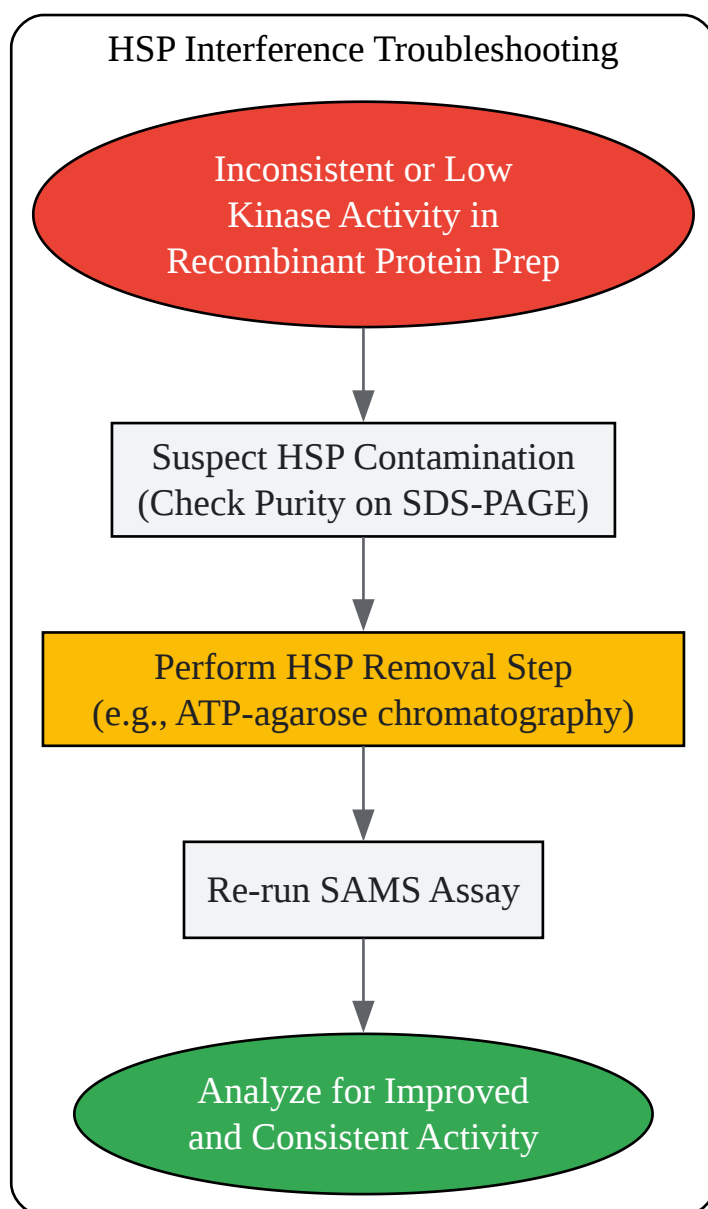 HSP Interference Troubleshooting
Inconsistent or Low
Kinase Activity in
Recombinant Protein Prep
Suspect HSP Contamination
(Check Purity on SDS-PAGE)
Perform HSP Removal Step
(e.g., ATP-agarose chromatography)
Re-run SAMS Assay
Analyze for Improved
and Consistent Activity